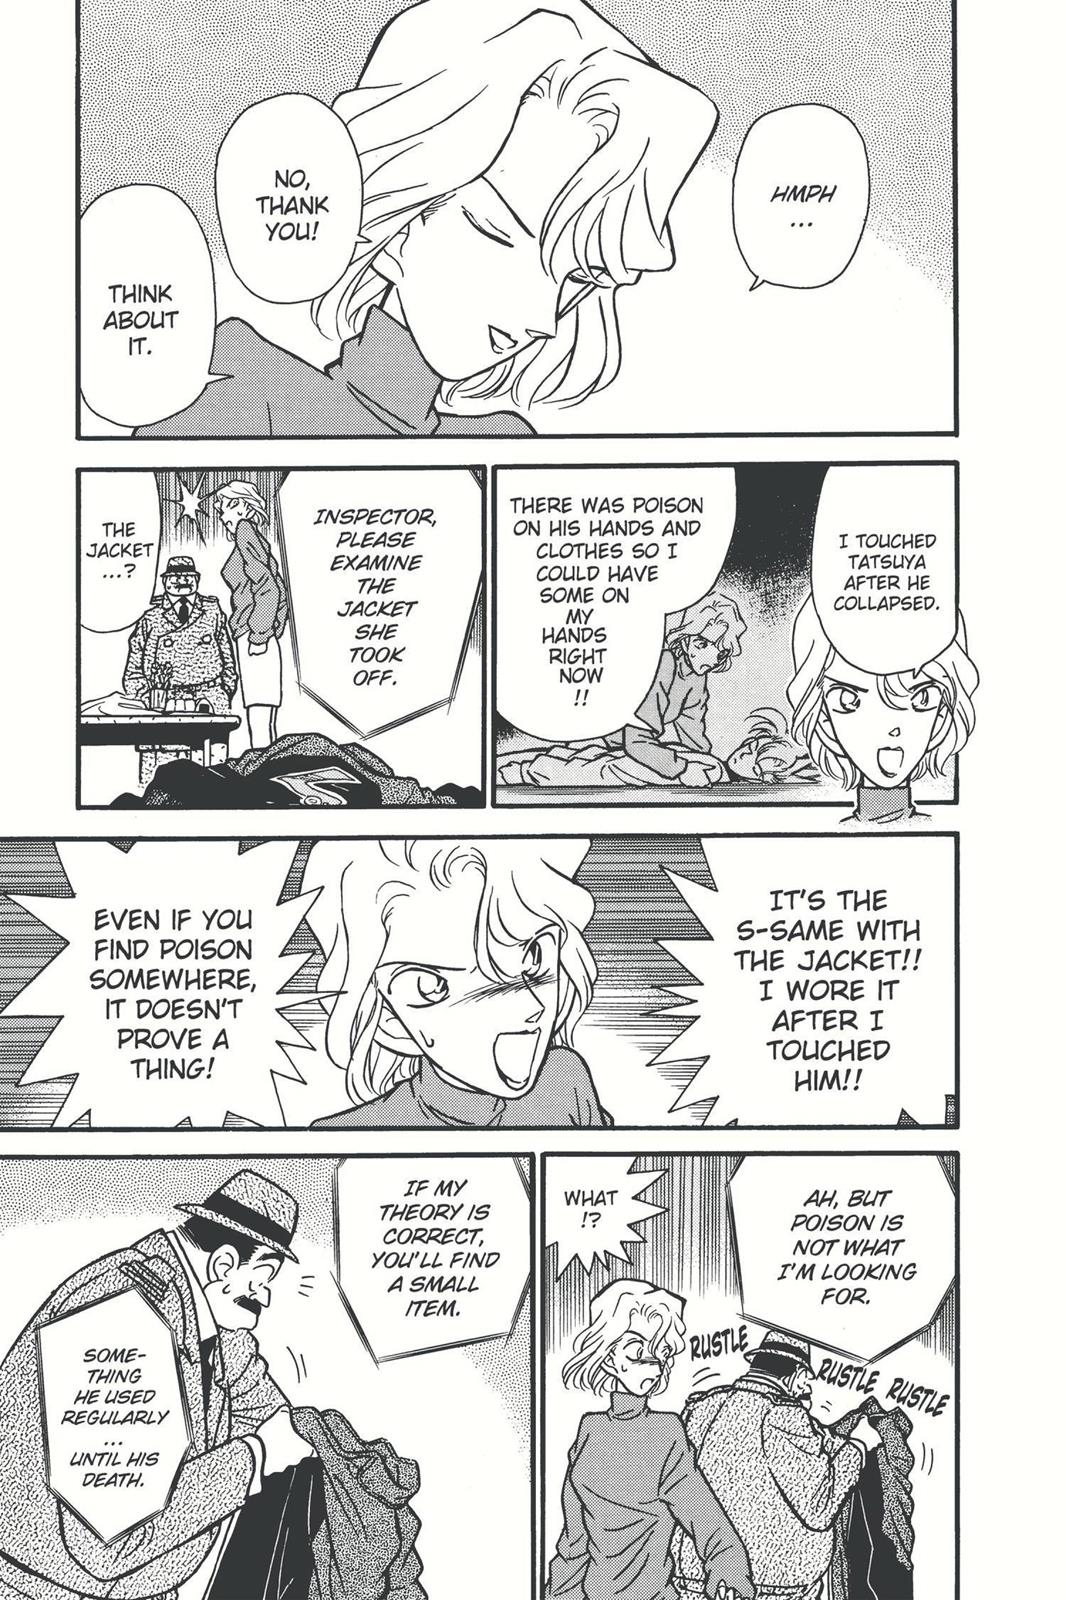 HMPH
...
NO,
THANK
YOU!
THINK
ABOUT
IT.
I TOUCHED
TATSUYA
AFTER HE
COLLAPSED.
THERE WAS POISON
ON HIS HANDS AND
CLOTHES SO I
COULD HAVE
SOME ON
MY
HANDS
RIGHT
NOW
!!
INSPECTOR,
PLEASE
EXAMINE
THE
JACKET
SHE
TOOK
OFF.
THE
JACKET
...?
IT'S THE
S-SAME WITH
THE JACKET!!
I WORE IT
AFTER I
TOUCHED
HIM!!
EVEN IF YOU
FIND POISON
SOMEWHERE,
IT DOESN'T
PROVE A
THING!
AH, BUT
POISON IS
NOT WHAT
I'M LOOKING
FOR.
WHAT
!?
RUSTLE
RUSTLE
RUSTLE
IF MY
THEORY IS
CORRECT,
YOU'LL FIND
A SMALL
ITEM.
SOME-
THING
HE USED
REGULARLY
...
UNTIL HIS
DEATH.